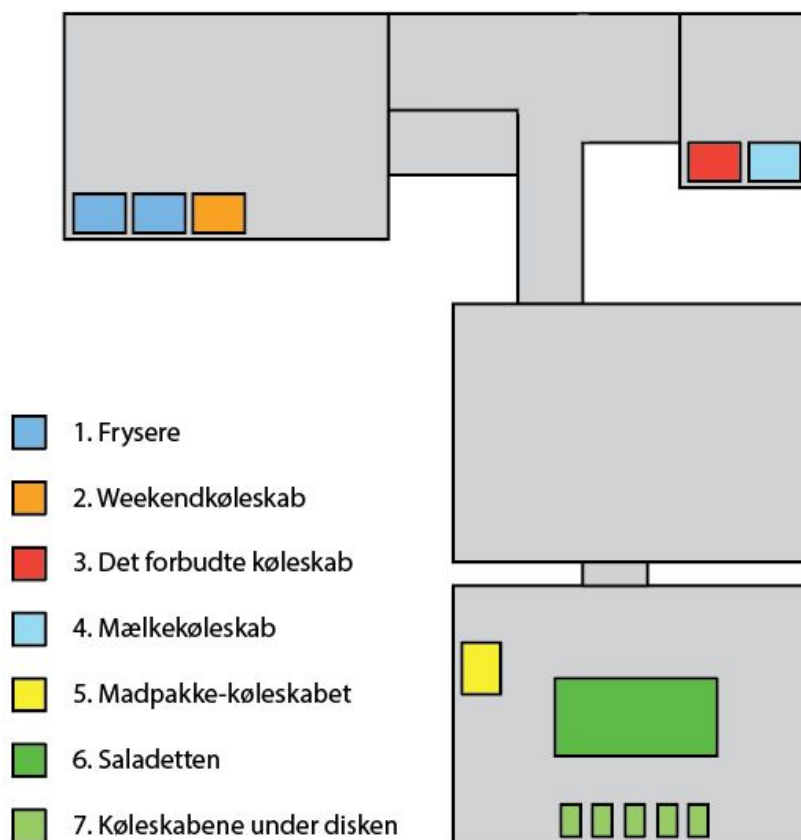 1. Frysere
2. Weekendkøleskab
3. Det forbudte køleskab
4. Mælkekøleskab
5. Madpakke-køleskabet
6. Saladetten
7. Køleskabene under disken